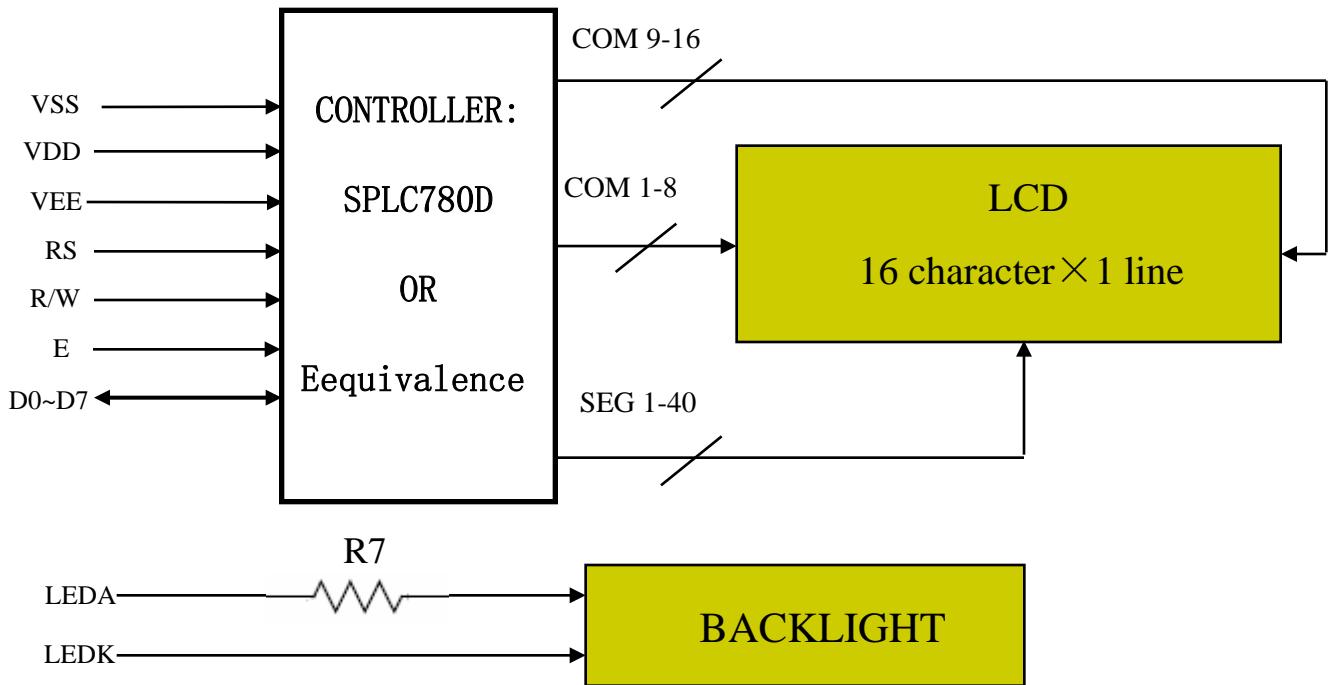 COM 9-16
VSS
VDD
VEE
RS
R/W
E
D0~D7
CONTROLLER:
SPLC780D
OR
Eequivalence
COM 1-8
SEG 1-40
LCD
16 character×1 line
R7
LEDA
LEDK
BACKLIGHT